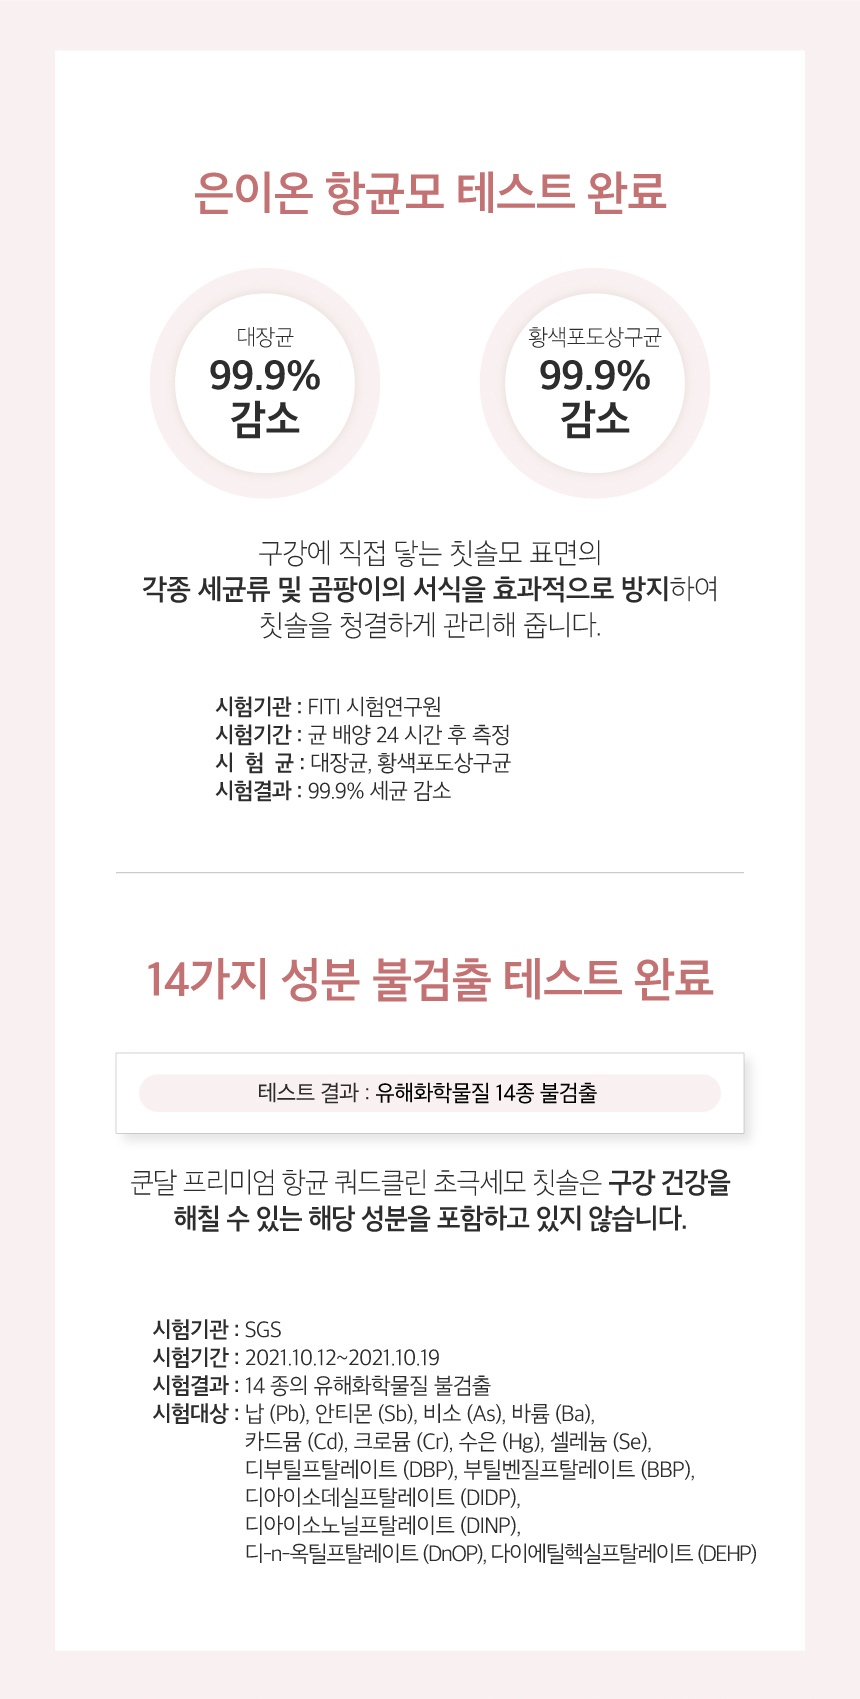 은이온 항균모 테스트 완료
대장균
99.9%
감소
황색포도상구균
99.9%
감소
구강에 직접 닿는 칫솔모 표면의
각종 세균류 및 곰팡이의 서식을 효과적으로 방지하여
칫솔을 청결하게 관리해 줍니다.
시험기관 : FITI 시험연구원
시험기간 : 균 배양 24 시간 후 측정
시 험 균 : 대장균, 황색포도상구균
시험결과 : 99.9% 세균 감소
14가지 성분 불검출 테스트 완료
테스트 결과 : 유해화학물질 14종 불검출
쿤달 프리미엄 항균 쿼드클린 초극세모 칫솔은 구강 건강을
해칠 수 있는 해당 성분을 포함하고 있지 않습니다.
시험기관 : SGS
시험기간 : 2021.10.12~2021.10.19
시험결과 : 14 종의 유해화학물질 불검출
시험대상 : 납 (Pb), 안티몬 (Sb), 비소 (As), 바륨 (Ba),
카드뮴 (Cd), 크로뮴 (Cr), 수은 (Hg), 셀레늄 (Se),
디부틸프탈레이트 (DBP), 부틸벤질프탈레이트 (BBP),
디아이소데실프탈레이트 (DIDP),
디아이소노닐프탈레이트 (DINP),
디-n-옥틸프탈레이트 (DnOP), 다이에틸헥실프탈레이트 (DEHP)